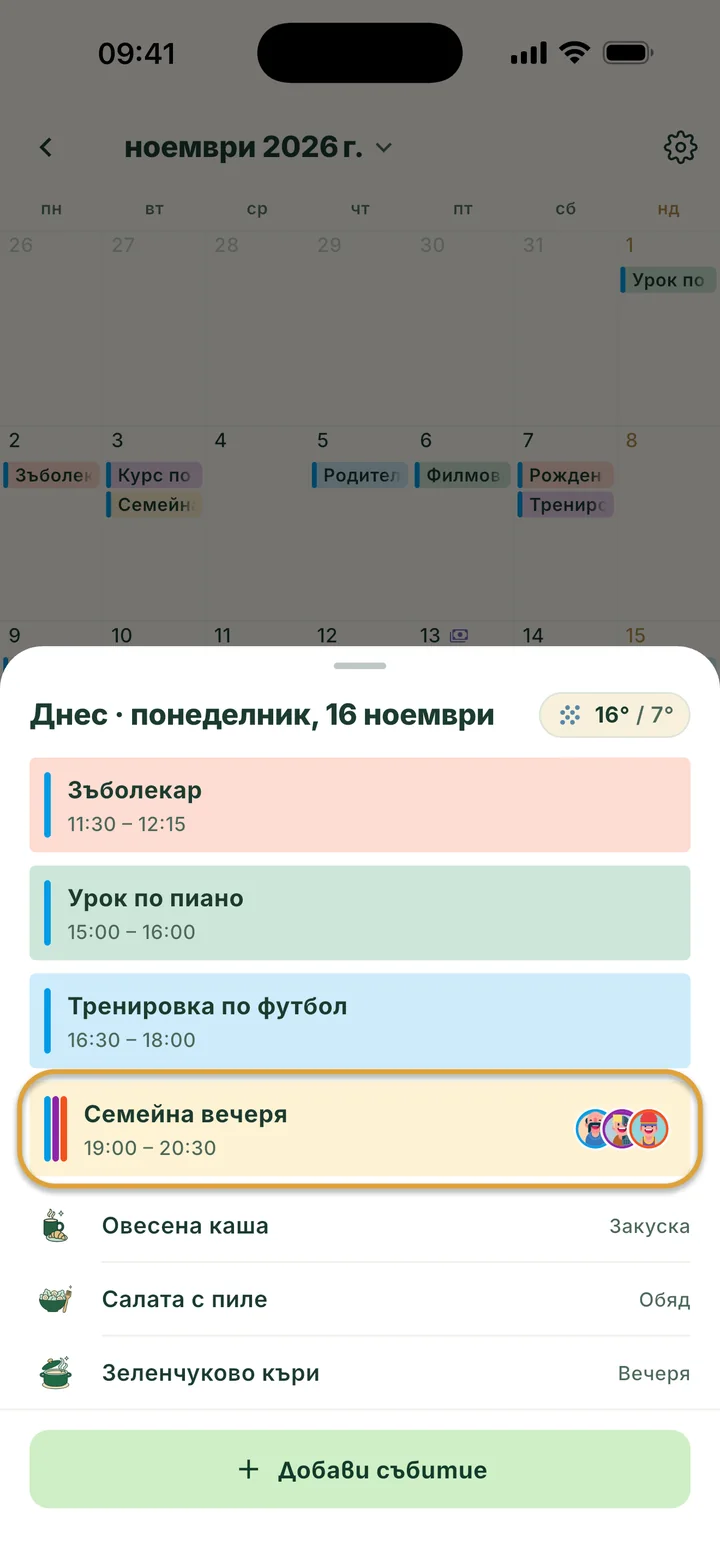 09:41
ноември 2026 г.
пн вт ср чт пт сб нд
26 27 28 29 30 31 1
Урок по
2 3 4 5 6 7 8
Зъболек Курс по Родител Филмов Рожден
Семейна Трениро
9 10 11 12 13 14 15
Днес · понеделник, 16 ноември 16° / 7°
Зъболекар
11:30 – 12:15
Урок по пиано
15:00 – 16:00
Тренировка по футбол
16:30 – 18:00
Семейна вечеря
19:00 – 20:30
Овесена каша Закуска
Салата с пиле Обяд
Зеленчуково къри Вечеря
+ Добави събитие